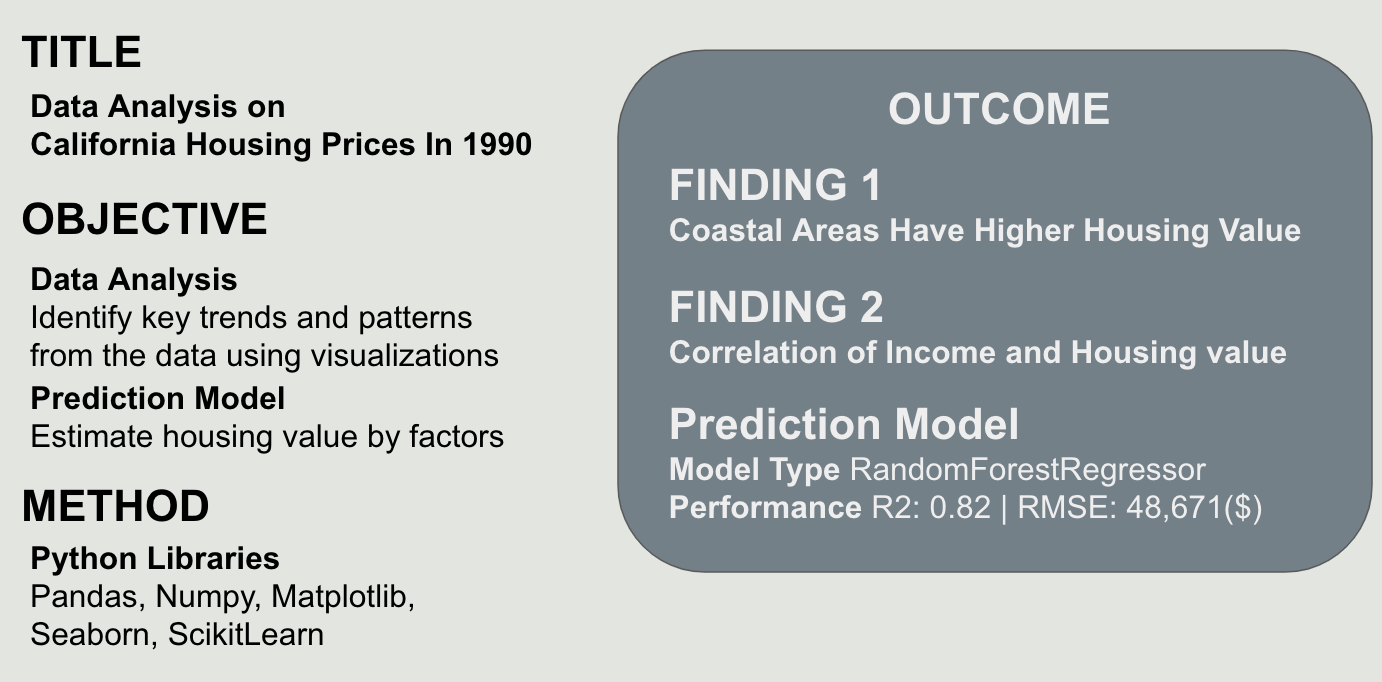 TITLE
Data Analysis on
California Housing Prices In 1990
OBJECTIVE
Data Analysis
Identify key trends and patterns
from the data using visualizations
Prediction Model
Estimate housing value by factors
METHOD
Python Libraries
Pandas, Numpy, Matplotlib,
Seaborn, ScikitLearn
OUTCOME
FINDING 1
Coastal Areas Have Higher Housing Value
FINDING 2
Correlation of Income and Housing value
Prediction Model
Model Type RandomForestRegressor
Performance R2: 0.82 | RMSE: 48,671($)